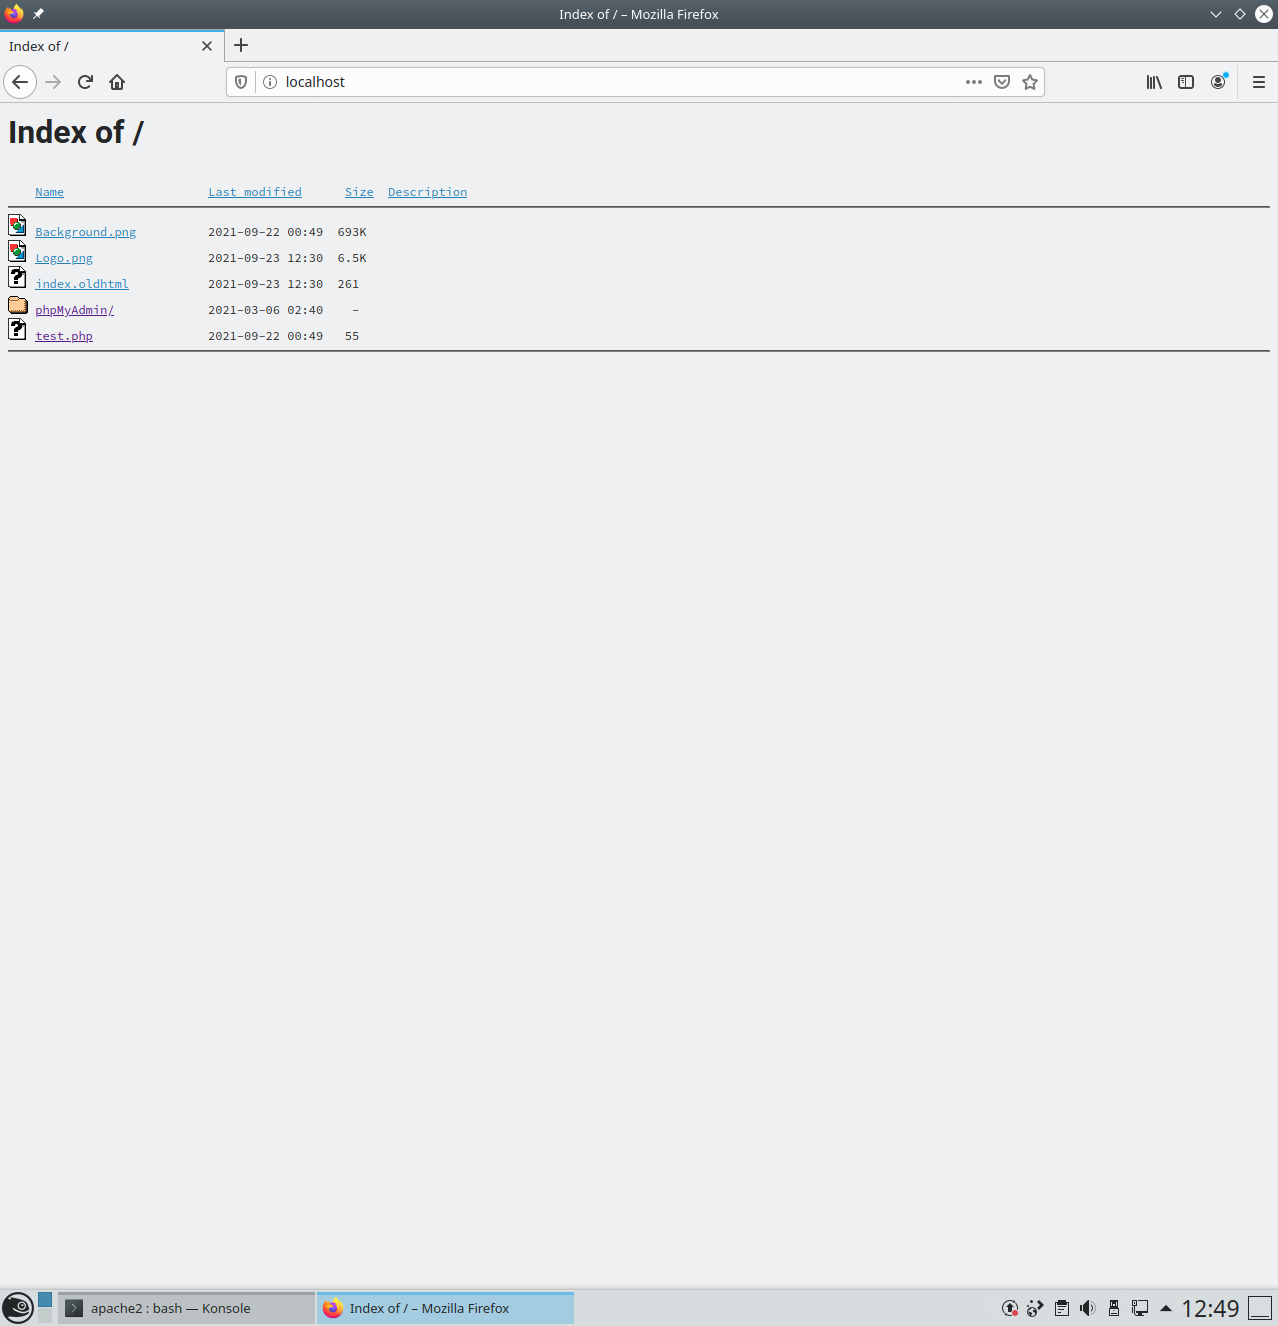 Index of / – Mozilla Firefox
Index of /
localhost
Index of /
Name Last modified Size Description
Background.png 2021-09-22 00:49 693K
Logo.png 2021-09-23 12:30 6.5K
index.oldhtml 2021-09-23 12:30 261
phpMyAdmin/ 2021-03-06 02:40 -
test.php 2021-09-22 00:49 55
apache2 : bash — Konsole Index of / – Mozilla Firefox 12:49